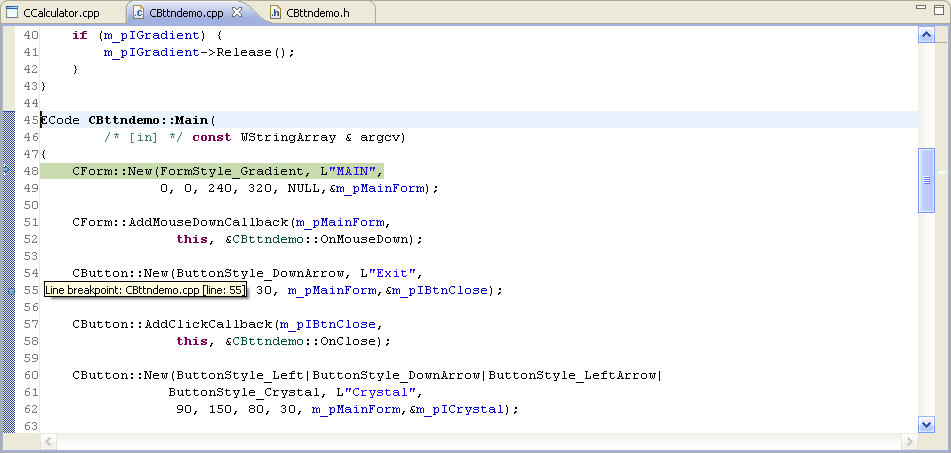 CCalculator.cpp CBttndemo.cpp CBttndemo.h
40 if (m_pIGradient) {
41 m_pIGradient->Release();
42 }
43 }
44
45 ECode CBttndemo::Main(
46 /* [in] */ const WStringArray & argcv)
47 {
48 CForm::New(FormStyle_Gradient, L"MAIN",
49 0, 0, 240, 320, NULL,&m_pMainForm);
50
51 CForm::AddMouseDownCallback(m_pMainForm,
52 this, &CBttndemo::OnMouseDown);
53
54 CButton::New(ButtonStyle_DownArrow, L"Exit",
55 Line breakpoint: CBttndemo.cpp [line: 55] 30, m_pMainForm,&m_pIBtnClose);
56
57 CButton::AddClickCallback(m_pIBtnClose,
58 this, &CBttndemo::OnClose);
59
60 CButton::New(ButtonStyle_Left|ButtonStyle_DownArrow|ButtonStyle_LeftArrow|
61 ButtonStyle_Crystal, L"Crystal",
62 90, 150, 80, 30, m_pMainForm,&m_pICrystal);
63